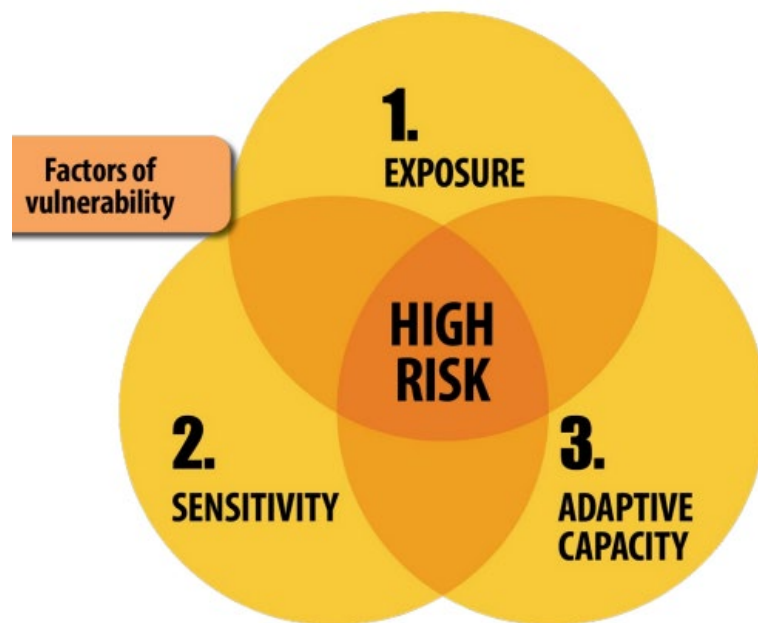 Factors of
vulnerability
1.
EXPOSURE
HIGH
RISK
2.
SENSITIVITY
3.
ADAPTIVE
CAPACITY